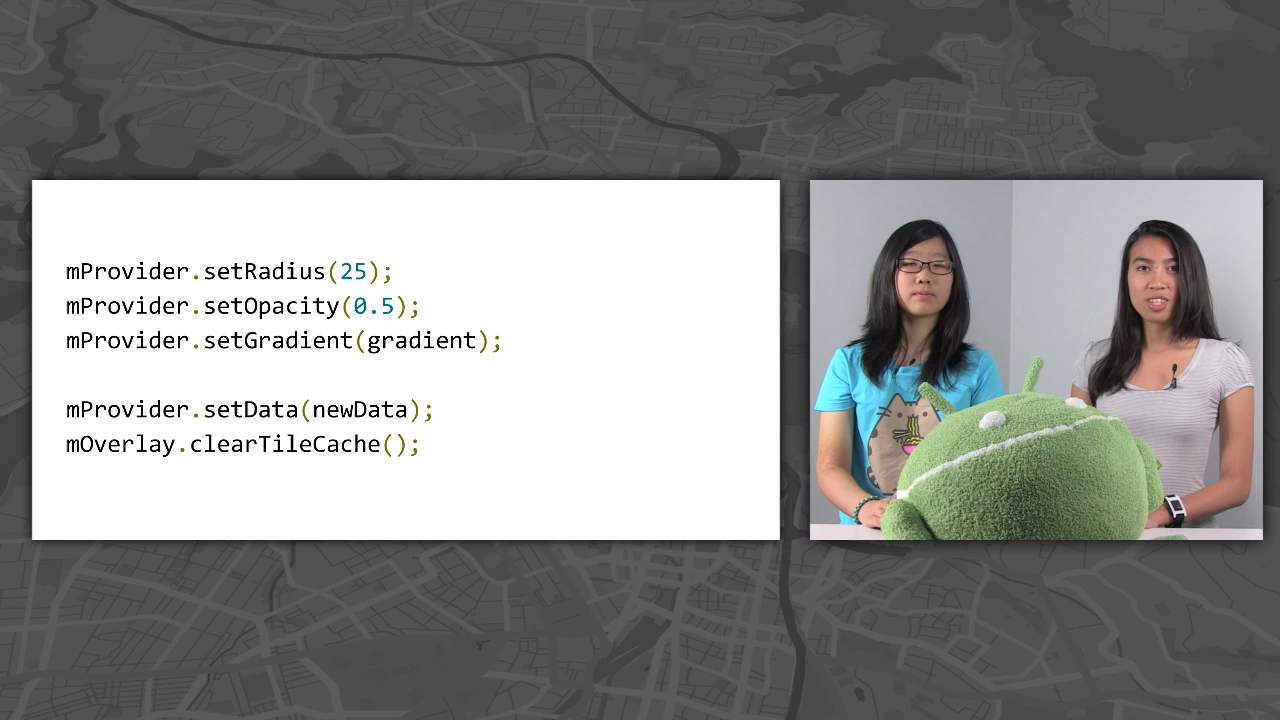 mProvider.setRadius(25);
mProvider.setOpacity(0.5);
mProvider.setGradient(gradient);
mProvider.setData(newData);
mOverlay.clearTileCache();